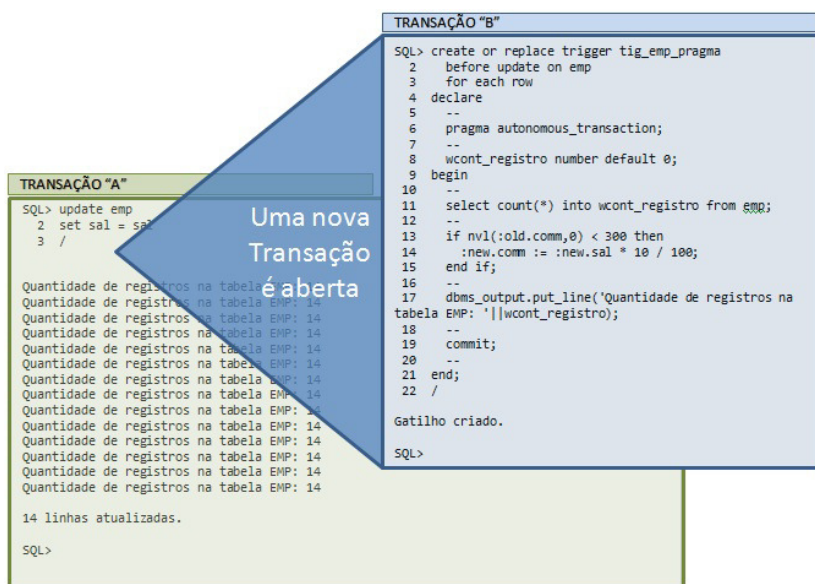 TRANSAÇÃO "B"
SQL> create or replace trigger tig_emp_pragma
2 before update on emp
3 for each row
4 declare
5 --
6 pragma autonomous_transaction;
7 --
8 wcont_registro number default 0;
9 begin
10 --
11 select count(*) into wcont_registro from emp;
12 --
13 if nvl(:old.comm,0) < 300 then
14 :new.comm := :new.sal * 10 / 100;
15 end if;
16 --
17 dbms_output.put_line('Quantidade de registros na
tabela EMP: '||wcont_registro);
18 --
19 commit;
20 --
21 end;
22 /
Gatilho criado.
SQL>
TRANSAÇÃO "A"
SQL> update emp
2 set sal = sal
3 /
Uma nova
Transação
é aberta
Quantidade de registros na tabela EMP: 14
Quantidade de registros na tabela EMP: 14
Quantidade de registros na tabela EMP: 14
Quantidade de registros na tabela EMP: 14
Quantidade de registros na tabela EMP: 14
Quantidade de registros na tabela EMP: 14
Quantidade de registros na tabela EMP: 14
Quantidade de registros na tabela EMP: 14
Quantidade de registros na tabela EMP: 14
Quantidade de registros na tabela EMP: 14
Quantidade de registros na tabela EMP: 14
Quantidade de registros na tabela EMP: 14
Quantidade de registros na tabela EMP: 14
Quantidade de registros na tabela EMP: 14
14 linhas atualizadas.
SQL>